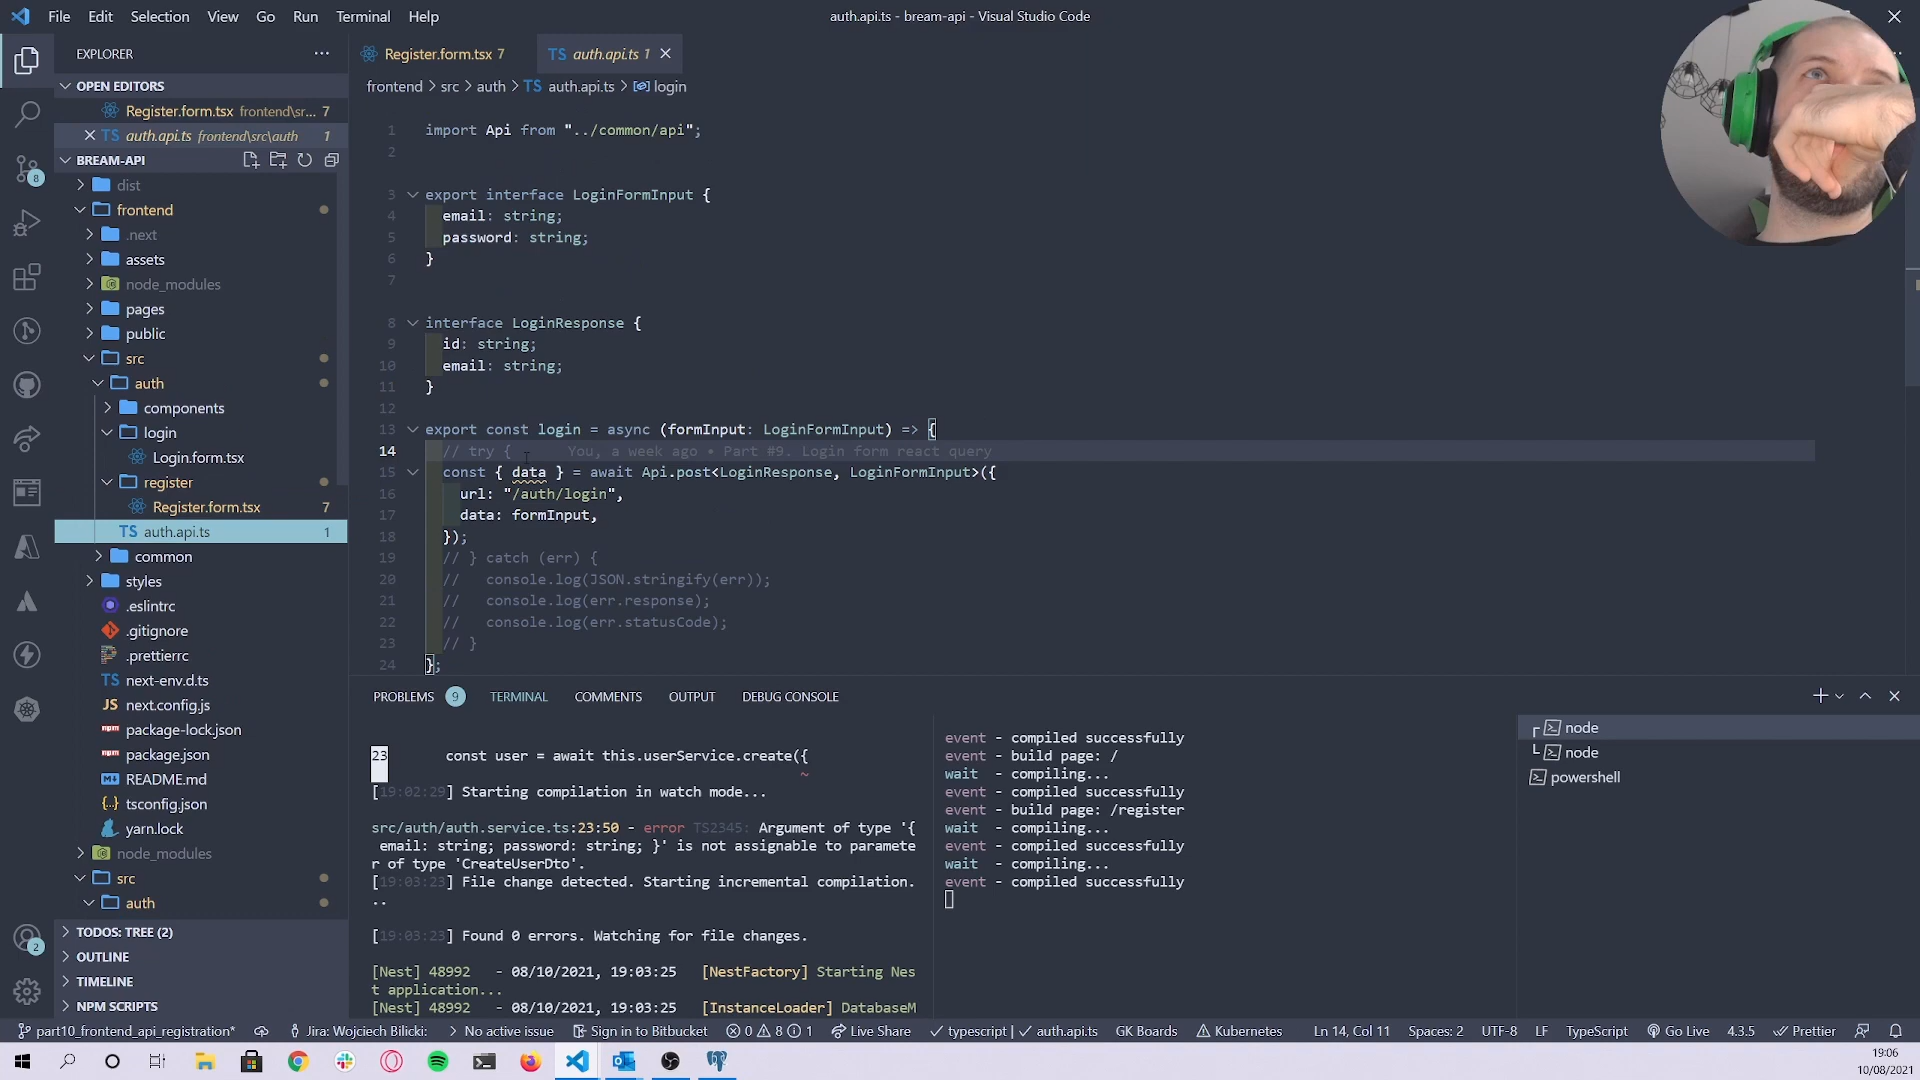 File Edit Selection View Go Run Terminal Help
auth.api.ts - bream-api - Visual Studio Code
EXPLORER
OPEN EDITORS
Register.form.tsx frontend\sr... 7
auth.api.ts frontend\src\auth 1
BREAM-API
dist
frontend
.next
assets
node_modules
pages
public
src
auth
components
login
Login.form.tsx
register
Register.form.tsx 7
auth.api.ts 1
common
styles
.eslintrc
.gitignore
.prettierrc
next-env.d.ts
next.config.js
package-lock.json
package.json
README.md
tsconfig.json
yarn.lock
node_modules
src
auth
TODOS: TREE (2)
OUTLINE
TIMELINE
NPM SCRIPTS
8
2
Register.form.tsx 7
TS auth.api.ts 1
frontend > src > auth > TS auth.api.ts > login
1 import Api from "../common/api";
2
3 export interface LoginFormInput {
4 email: string;
5 password: string;
6 }
7
8 interface LoginResponse {
9 id: string;
10 email: string;
11 }
12
13 export const login = async (formInput: LoginFormInput) => {
14 // try { You, a week ago • Part #9. Login form react query
15 const { data } = await Api.post<LoginResponse, LoginFormInput>({
16 url: "/auth/login",
17 data: formInput,
18 });
19 // } catch (err) {
20 //   console.log(JSON.stringify(err));
21 //   console.log(err.response);
22 //   console.log(err.statusCode);
23 // }
24 };
PROBLEMS 9 TERMINAL COMMENTS OUTPUT DEBUG CONSOLE
23 const user = await this.userService.create({
~
[19:02:29] Starting compilation in watch mode...
src/auth/auth.service.ts:23:50 - error TS2345: Argument of type '{
email: string; password: string; }' is not assignable to paramete
r of type 'CreateUserDto'.
[19:03:23] File change detected. Starting incremental compilation.
..
[19:03:23] Found 0 errors. Watching for file changes.
[Nest] 48992 - 08/10/2021, 19:03:25 [NestFactory] Starting Nes
t application...
[Nest] 48992 - 08/10/2021, 19:03:25 [InstanceLoader] DatabaseM
event - compiled successfully
event - build page: /
wait - compiling...
event - compiled successfully
event - build page: /register
wait - compiling...
event - compiled successfully
wait - compiling...
event - compiled successfully
node
node
powershell
part10_frontend_api_registration* Jira: Wojciech Bilicki: No active issue Sign in to Bitbucket 0 8 1 Live Share typescript | auth.api.ts GK Boards Kubernetes Ln 14, Col 11 Spaces: 2 UTF-8 LF TypeScript Go Live 4.3.5 Prettier
19:06
10/08/2021